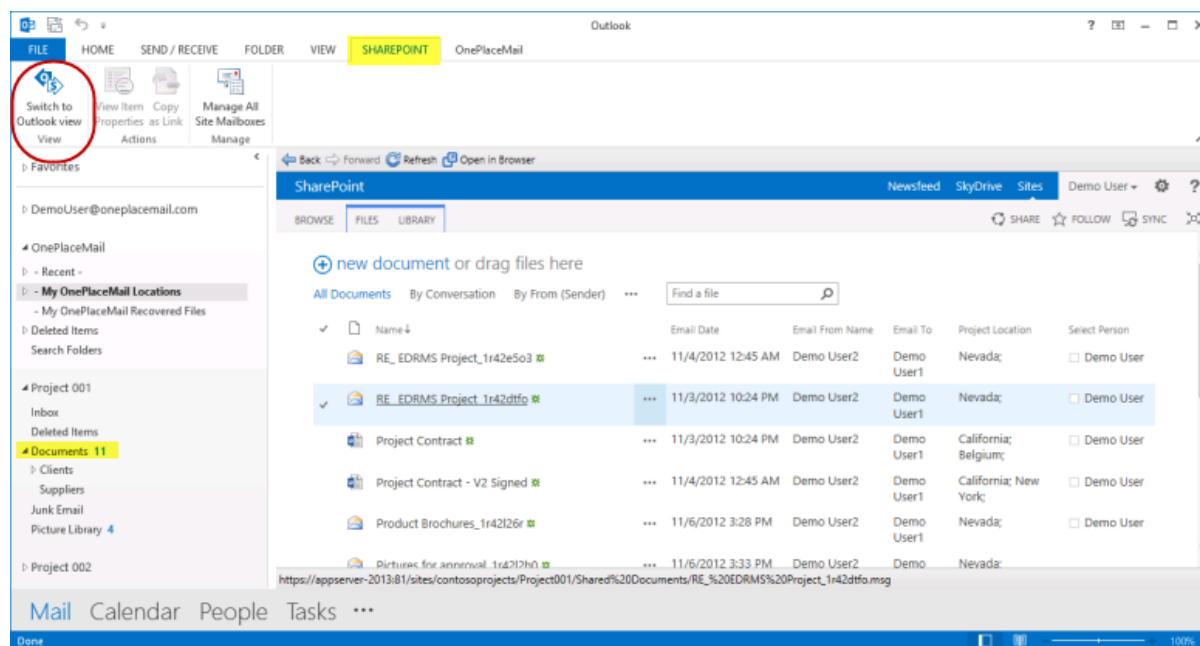 Outlook
FILE HOME SEND / RECEIVE FOLDER VIEW SHAREPOINT OnePlaceMail
Switch to
Outlook view
View
View Item
Properties
Copy
as Link
Actions
Manage All
Site Mailboxes
Manage
Favorites
DemoUser@oneplacemail.com
OnePlaceMail
- Recent -
- My OnePlaceMail Locations
- My OnePlaceMail Recovered Files
Deleted Items
Search Folders
Project 001
Inbox
Deleted Items
Documents 11
Clients
Suppliers
Junk Email
Picture Library 4
Project 002
Back Forward Refresh Open in Browser
SharePoint Newsfeed SkyDrive Sites Demo User ?
BROWSE FILES LIBRARY SHARE FOLLOW SYNC
new document or drag files here
All Documents By Conversation By From (Sender) ••• Find a file
Name Email Date Email From Name Email To Project Location Select Person
RE_ EDRMS Project_1r42e5o3 ••• 11/4/2012 12:45 AM Demo User2 Demo User1 Nevada; Demo User
RE_ EDRMS Project_1r42dtfo ••• 11/3/2012 10:24 PM Demo User2 Demo User1 Nevada; Demo User
Project Contract ••• 11/3/2012 10:24 PM Demo User2 Demo User1 California; Belgium; Demo User
Project Contract - V2 Signed ••• 11/4/2012 12:45 AM Demo User2 Demo User1 California; New York; Demo User
Product Brochures_1r42l26r ••• 11/6/2012 3:28 PM Demo User2 Demo User1 Nevada; Demo User
Pictures for approval_1r42l2h0 ••• 11/6/2012 3:33 PM Demo User2 Demo Nevada; Demo User
https://appserver-2013:81/sites/contosoprojects/Project001/Shared%20Documents/RE_%20EDRMS%20Project_1r42dtfo.msg
Mail Calendar People Tasks •••
Done 100%